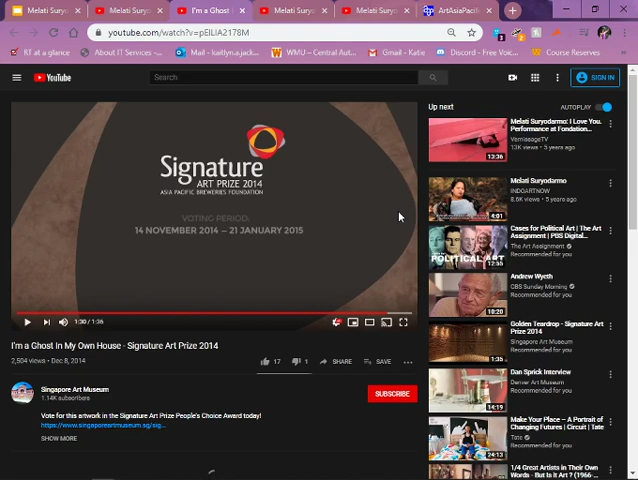 Melati Suryo
Melati Suryo
I'm a Ghost
Melati Suryo
Melati Suryo
ArtAsiaPacif
youtube.com/watch?v=pEILIA2178M
RT at a glance
About IT Services -...
Mail - kaitlyn.a.jack...
WMU – Central Aut...
Gmail - Katie
Discord - Free Voic...
Course Reserves
YouTube
Search
SIGN IN
Signature
ART PRIZE 2014
ASIA PACIFIC BREWERIES FOUNDATION
VOTING PERIOD:
14 NOVEMBER 2014 – 21 JANUARY 2015
1:30 / 1:36
I'm a Ghost In My Own House - Signature Art Prize 2014
2,504 views • Dec 8, 2014
17
1
SHARE
SAVE
Singapore Art Museum
1.14K subscribers
SUBSCRIBE
Vote for this artwork in the Signature Art Prize People's Choice Award today!
https://www.singaporeartmuseum.sg/sig...
SHOW MORE
Up next
AUTOPLAY
Melati Suryodarmo: I Love You.
Performance at Fondation...
VernissageTV
13K views • 5 years ago
13:36
Melati Suryodarmo
INDOARTNOW
8.6K views • 5 years ago
4:01
Cases for Political Art | The Art
Assignment | PBS Digital...
The Art Assignment
Recommended for you
POLITICAL ART
12:55
Andrew Wyeth
CBS Sunday Morning
Recommended for you
10:20
Golden Teardrop - Signature Art
Prize 2014
Singapore Art Museum
Recommended for you
1:35
Dan Sprick Interview
Denver Art Museum
Recommended for you
14:19
Make Your Place – A Portrait of
Changing Futures | Circuit | Tate
Tate
Recommended for you
24:13
1/4 Great Artists in Their Own
Words - But Is it Art ? (1966-